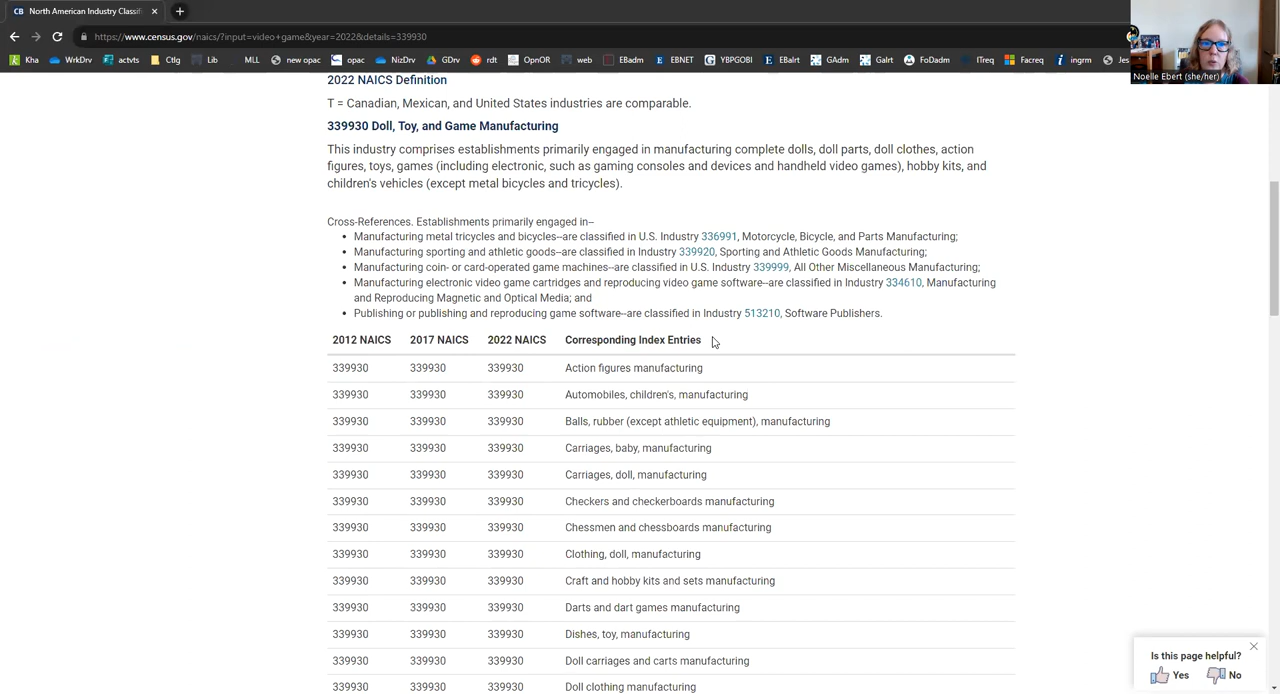 CB North American Industry Classifi
https://www.census.gov/naics/?input=video+game&year=2022&details=339930
Kha WrkDrv actvts Ctlg Lib MLL new opac opac NizDrv GDrv rdt OpnOR web EBadm EBNET YBPGOBI EBalrt GAdm Galrt FoDadm ITreq Facreq ingrm Jes
Noelle Ebert (she/her)
2022 NAICS Definition
T = Canadian, Mexican, and United States industries are comparable.
339930 Doll, Toy, and Game Manufacturing
This industry comprises establishments primarily engaged in manufacturing complete dolls, doll parts, doll clothes, action
figures, toys, games (including electronic, such as gaming consoles and devices and handheld video games), hobby kits, and
children's vehicles (except metal bicycles and tricycles).
Cross-References. Establishments primarily engaged in--
• Manufacturing metal tricycles and bicycles--are classified in U.S. Industry 336991, Motorcycle, Bicycle, and Parts Manufacturing;
• Manufacturing sporting and athletic goods--are classified in Industry 339920, Sporting and Athletic Goods Manufacturing;
• Manufacturing coin- or card-operated game machines--are classified in U.S. Industry 339999, All Other Miscellaneous Manufacturing;
• Manufacturing electronic video game cartridges and reproducing video game software--are classified in Industry 334610, Manufacturing
and Reproducing Magnetic and Optical Media; and
• Publishing or publishing and reproducing game software--are classified in Industry 513210, Software Publishers.
2012 NAICS 2017 NAICS 2022 NAICS Corresponding Index Entries
339930 339930 339930 Action figures manufacturing
339930 339930 339930 Automobiles, children's, manufacturing
339930 339930 339930 Balls, rubber (except athletic equipment), manufacturing
339930 339930 339930 Carriages, baby, manufacturing
339930 339930 339930 Carriages, doll, manufacturing
339930 339930 339930 Checkers and checkerboards manufacturing
339930 339930 339930 Chessmen and chessboards manufacturing
339930 339930 339930 Clothing, doll, manufacturing
339930 339930 339930 Craft and hobby kits and sets manufacturing
339930 339930 339930 Darts and dart games manufacturing
339930 339930 339930 Dishes, toy, manufacturing
339930 339930 339930 Doll carriages and carts manufacturing
339930 339930 339930 Doll clothing manufacturing
Is this page helpful?
Yes No